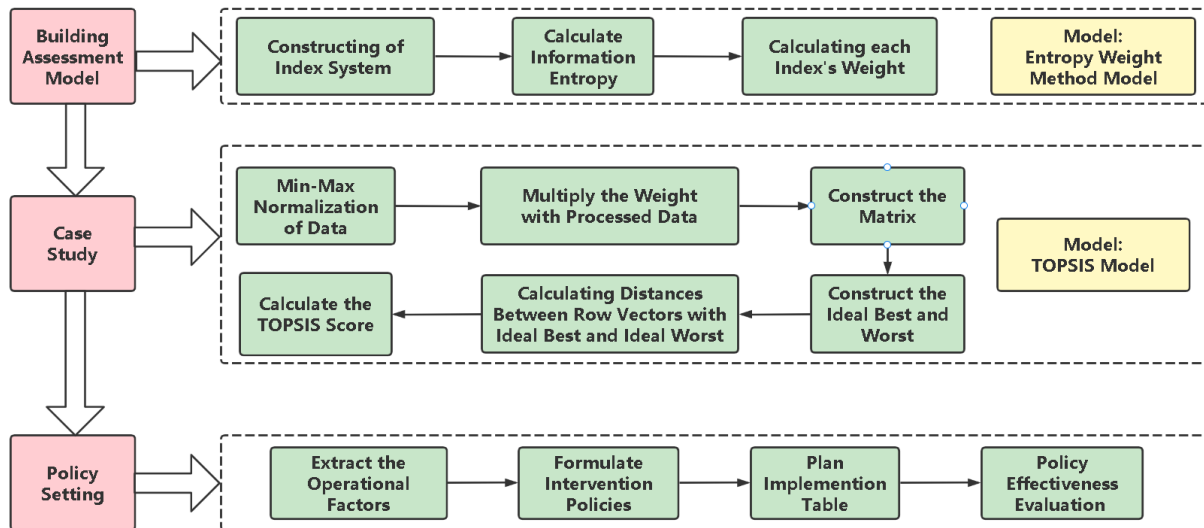 Building
Assessment
Model
Constructing of
Index System
Calculate
Information
Entropy
Calculating each
Index's Weight
Model:
Entropy Weight
Method Model
Case
Study
Min-Max
Normalization
of Data
Multiply the Weight
with Processed Data
Construct the
Matrix
Model:
TOPSIS Model
Construct the
Ideal Best and
Worst
Calculating Distances
Between Row Vectors with
Ideal Best and Ideal Worst
Calculate the
TOPSIS Score
Policy
Setting
Extract the
Operational
Factors
Formulate
Intervention
Policies
Plan
Implemention
Table
Policy
Effectiveness
Evaluation